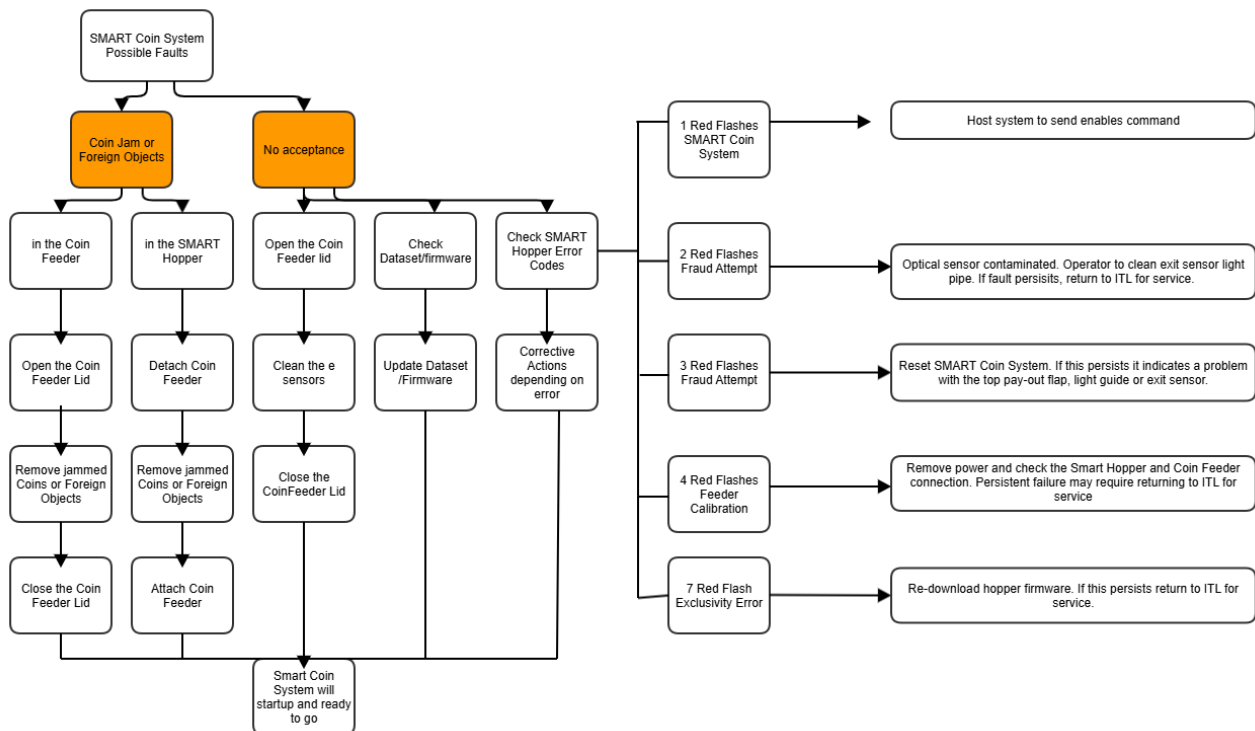 SMART Coin System
Possible Faults
Coin Jam or
Foreign Objects
No acceptance
1 Red Flashes
SMART Coin
System
Host system to send enables command
in the Coin
Feeder
in the SMART
Hopper
Open the Coin
Feeder lid
Check
Dataset/firmware
Check SMART
Hopper Error
Codes
2 Red Flashes
Fraud Attempt
Optical sensor contaminated. Operator to clean exit sensor light
pipe. If fault persisits, return to ITL for service.
Open the Coin
Feeder Lid
Detach Coin
Feeder
Clean the e
sensors
Update Dataset
/Firmware
Corrective
Actions
depending on
error
3 Red Flashes
Fraud Attempt
Reset SMART Coin System. If this persists it indicates a problem
with the top pay-out flap, light guide or exit sensor.
Remove jammed
Coins or Foreign
Objects
Remove jammed
Coins or Foreign
Objects
Close the
CoinFeeder Lid
4 Red Flashes
Feeder
Calibration
Remove power and check the Smart Hopper and Coin Feeder
connection. Persistent failure may require returning to ITL for
service
Close the Coin
Feeder Lid
Attach Coin
Feeder
7 Red Flash
Exclusivity Error
Re-download hopper firmware. If this persists return to ITL for
service.
Smart Coin
System will
startup and ready
to go